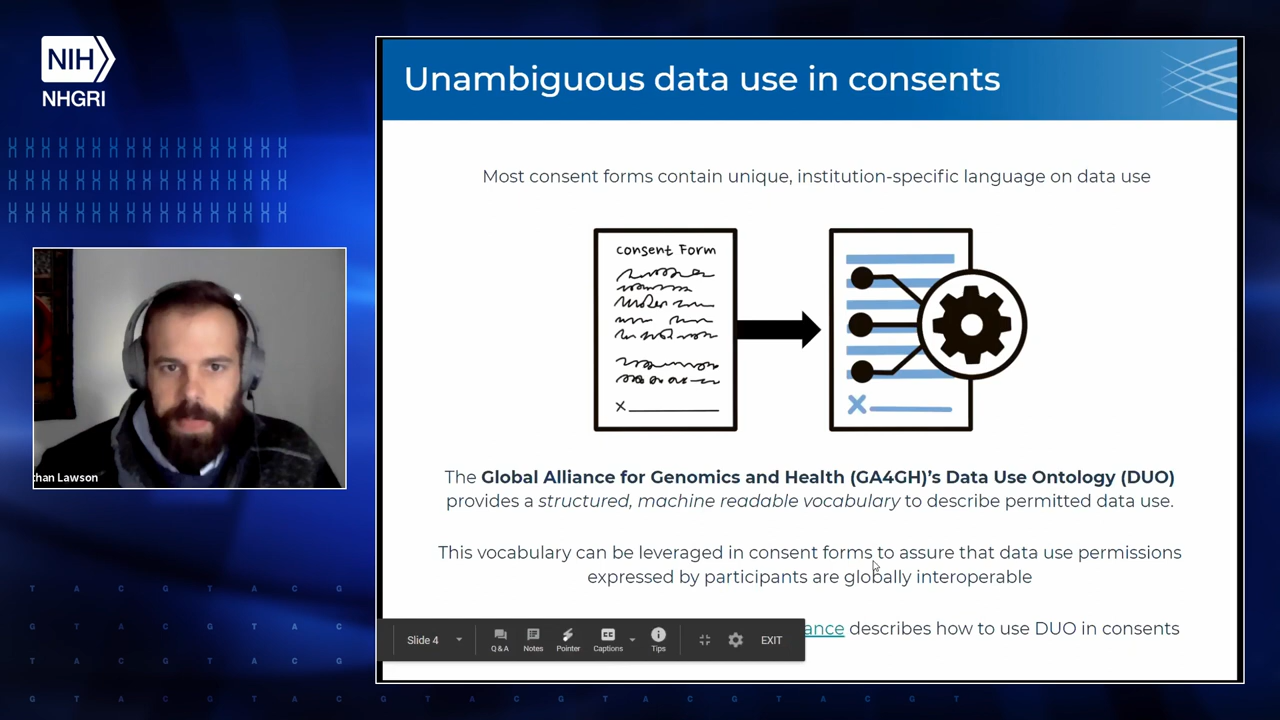 NIH
NHGRI
Unambiguous data use in consents
Most consent forms contain unique, institution-specific language on data use
Consent Form
X
The Global Alliance for Genomics and Health (GA4GH)’s Data Use Ontology (DUO)
provides a structured, machine readable vocabulary to describe permitted data use.
This vocabulary can be leveraged in consent forms to assure that data use permissions
expressed by participants are globally interoperable
ance describes how to use DUO in consents
Slide 4
Q & A
Notes
Pointer
CC
Captions
Tips
EXIT
than Lawson
T A C G T A C G
G T A C G T A C
T A C G T A C G
G T A C G T A C G T A C G T A C G T A C G T